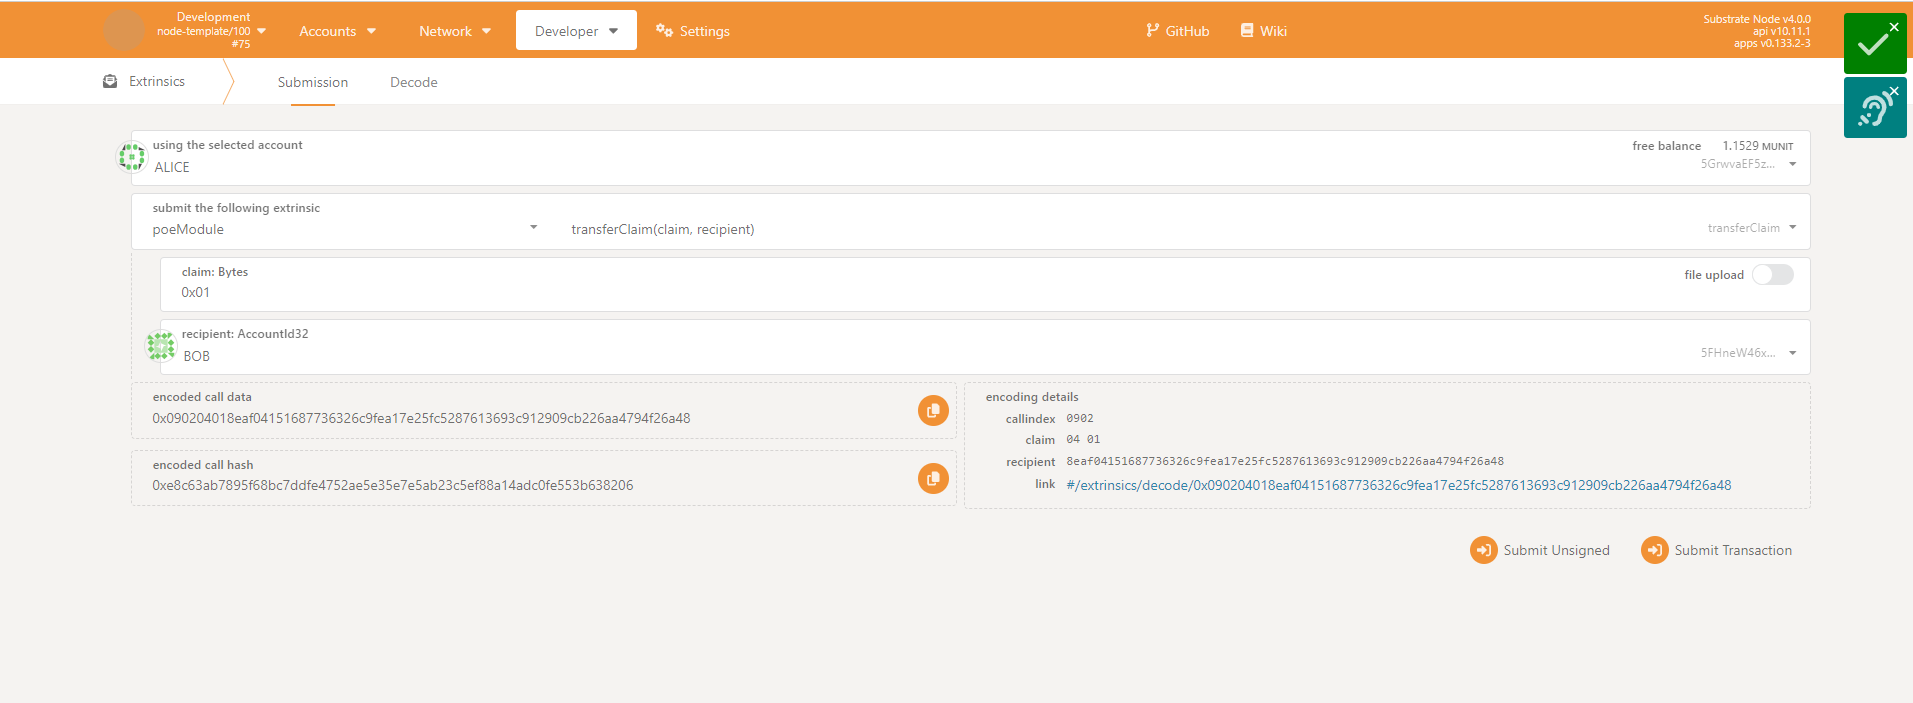 Development
node-template/100
#75
Accounts
Network
Developer
Settings
GitHub
Wiki
Substrate Node v4.0.0
api v10.11.1
apps v0.133.2-3
Extrinsics
Submission
Decode
using the selected account
ALICE
free balance 1.1529 MUNIT
5GrwvaEF5z...
submit the following extrinsic
poeModule
transferClaim(claim, recipient)
transferClaim
claim: Bytes
0x01
file upload
recipient: AccountId32
BOB
5FHneW46x...
encoded call data
0x090204018eaf04151687736326c9fea17e25fc5287613693c912909cb226aa4794f26a48
encoded call hash
0xe8c63ab7895f68bc7ddfe4752ae5e35e7e5ab23c5ef88a14adc0fe553b638206
encoding details
callindex 0902
claim 04 01
recipient 8eaf04151687736326c9fea17e25fc5287613693c912909cb226aa4794f26a48
link #/extrinsics/decode/0x090204018eaf04151687736326c9fea17e25fc5287613693c912909cb226aa4794f26a48
Submit Unsigned
Submit Transaction